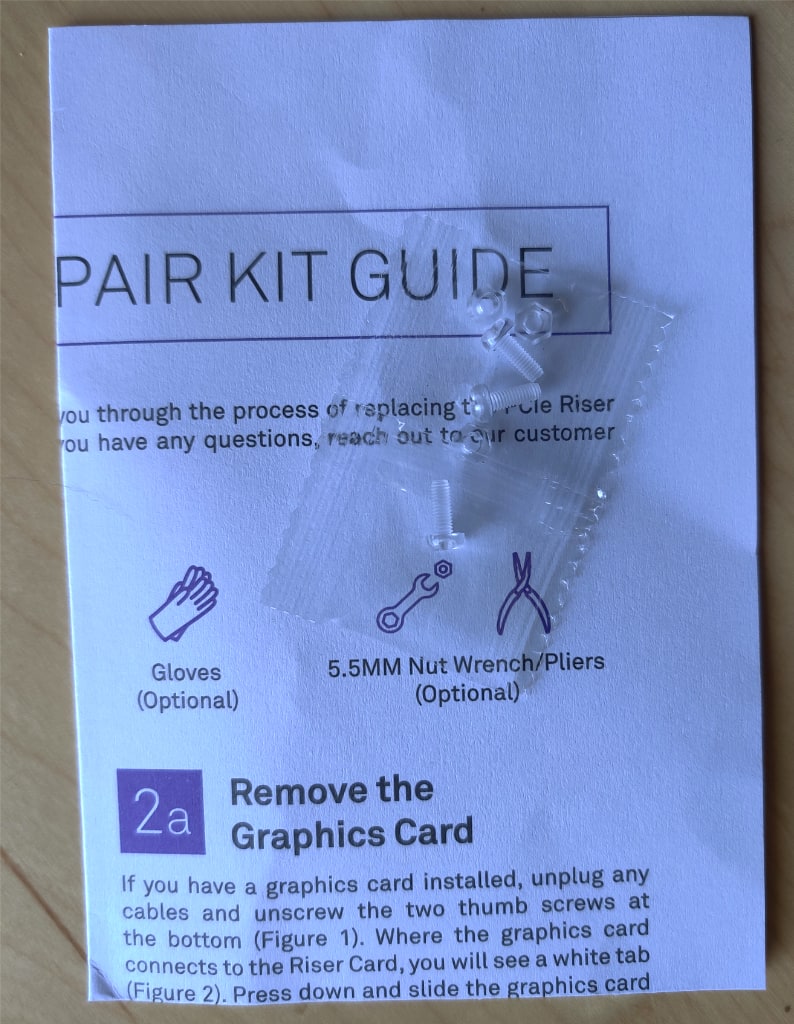 PAIR KIT GUIDE
you through the process of replacing PCIe Riser
you have any questions, reach out to our customer
Gloves
(Optional)
5.5MM Nut Wrench/Pliers
(Optional)
2a
Remove the
Graphics Card
If you have a graphics card installed, unplug any
cables and unscrew the two thumb screws at
the bottom (Figure 1). Where the graphics card
connects to the Riser Card, you will see a white tab
(Figure 2). Press down and slide the graphics card